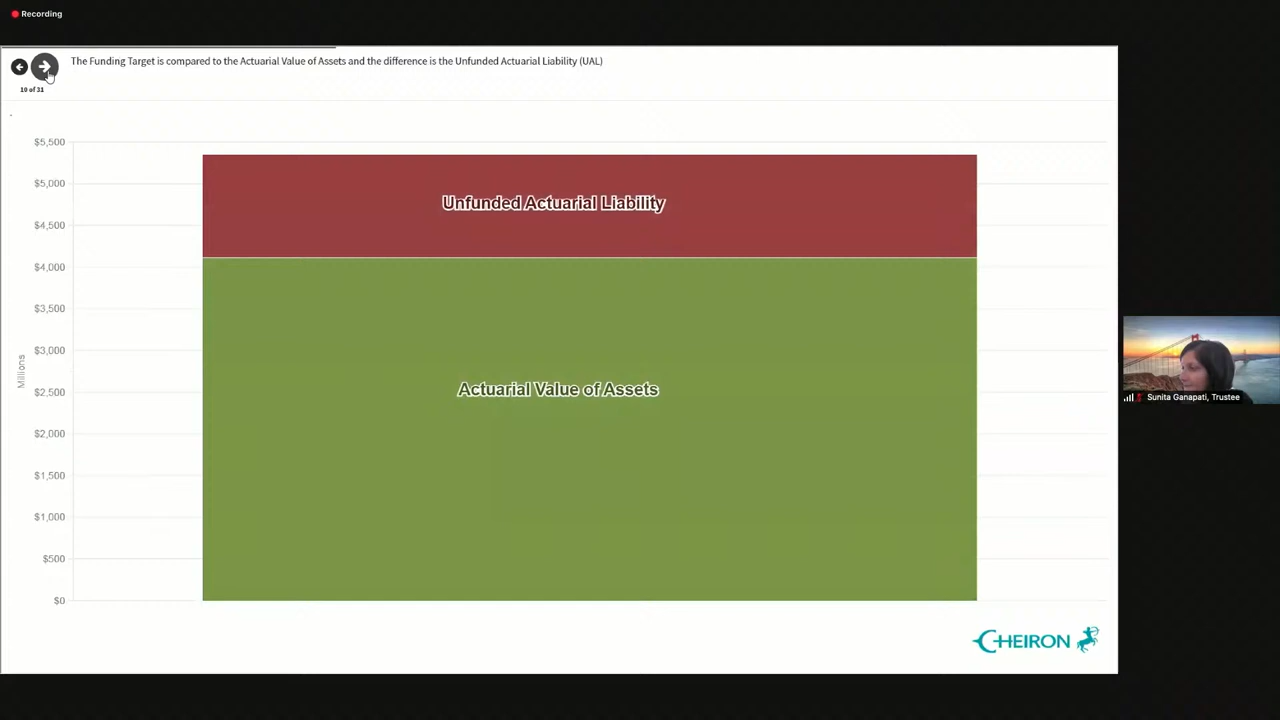 Recording
The Funding Target is compared to the Actuarial Value of Assets and the difference is the Unfunded Actuarial Liability (UAL)
10 of 31
$5,500
$5,000
$4,500
$4,000
$3,500
$3,000
$2,500
$2,000
$1,500
$1,000
$500
$0
Millions
Unfunded Actuarial Liability
Actuarial Value of Assets
CHEIRON
Sunita Ganapati, Trustee